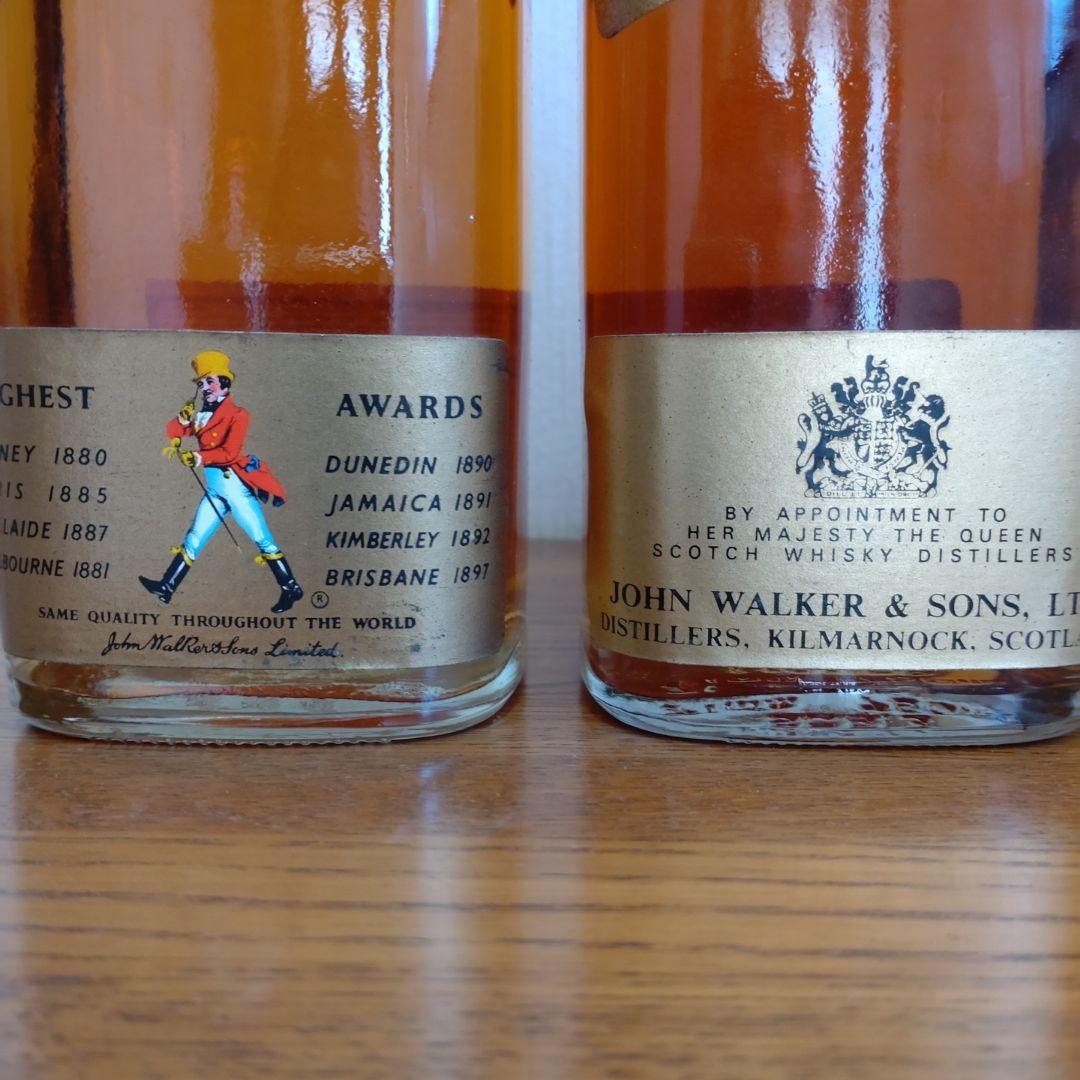 GHEST AWARDS
NEY 1880
IS 1885
LAIDE 1887
BOURNE 1881
DUNEDIN 1890
JAMAICA 1891
KIMBERLEY 1892
BRISBANE 1897
®
SAME QUALITY THROUGHOUT THE WORLD
John Walker & Sons Limited.
BY APPOINTMENT TO
HER MAJESTY THE QUEEN
SCOTCH WHISKY DISTILLERS
JOHN WALKER & SONS, LT
DISTILLERS, KILMARNOCK, SCOTL